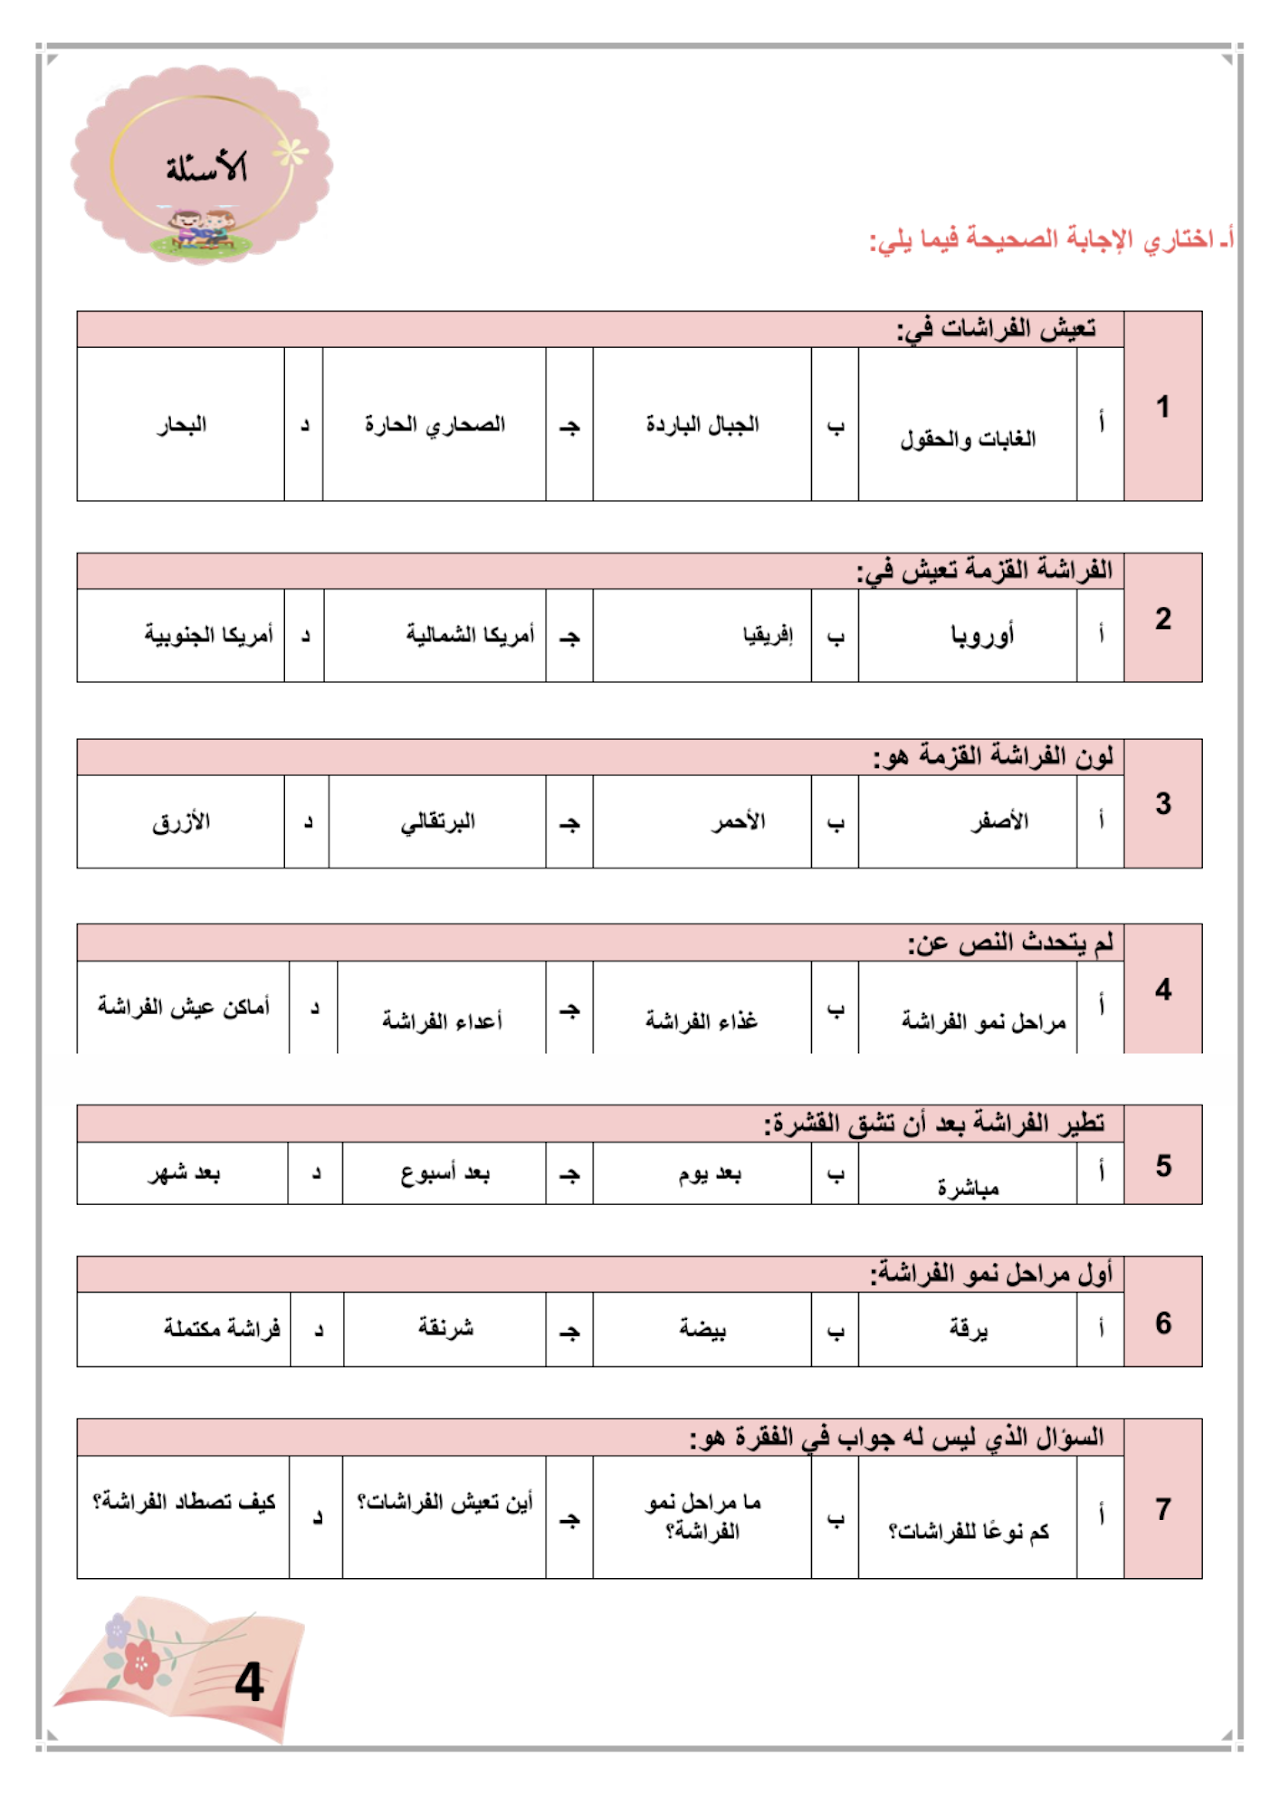 الأسئلة
أـ اختاري الإجابة الصحيحة فيما يلي:
1
تعيش الفراشات في:
أ الغابات والحقول ب الجبال الباردة جـ الصحاري الحارة د البحار
2
الفراشة القزمة تعيش في:
أ أوروبا ب إفريقيا جـ أمريكا الشمالية د أمريكا الجنوبية
3
لون الفراشة القزمة هو:
أ الأصفر ب الأحمر جـ البرتقالي د الأزرق
4
لم يتحدث النص عن:
أ مراحل نمو الفراشة ب غذاء الفراشة جـ أعداء الفراشة د أماكن عيش الفراشة
5
تطير الفراشة بعد أن تشق القشرة:
أ مباشرة ب بعد يوم جـ بعد أسبوع د بعد شهر
6
أول مراحل نمو الفراشة:
أ يرقة ب بيضة جـ شرنقة د فراشة مكتملة
7
السؤال الذي ليس له جواب في الفقرة هو:
أ كم نوعًا للفراشات؟ ب ما مراحل نمو
الفراشة؟ جـ أين تعيش الفراشات؟ د كيف تصطاد الفراشة؟
4